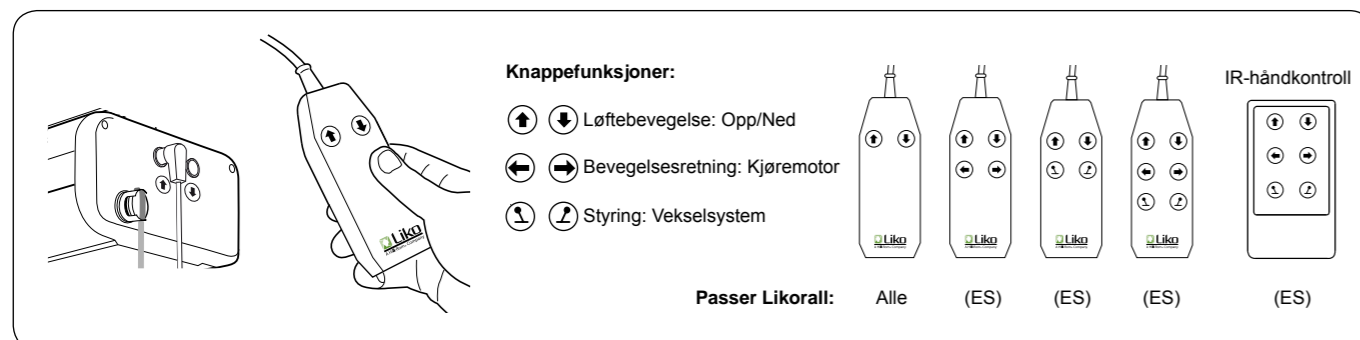 Knappefunksjoner:
Løftebevegelse: Opp/Ned
Bevegelsesretning: Kjøremotor
Styring: Vekselsystem
IR-håndkontroll
Liko
Liko
Liko
Liko
Liko
Passer Likorall: Alle (ES) (ES) (ES) (ES)